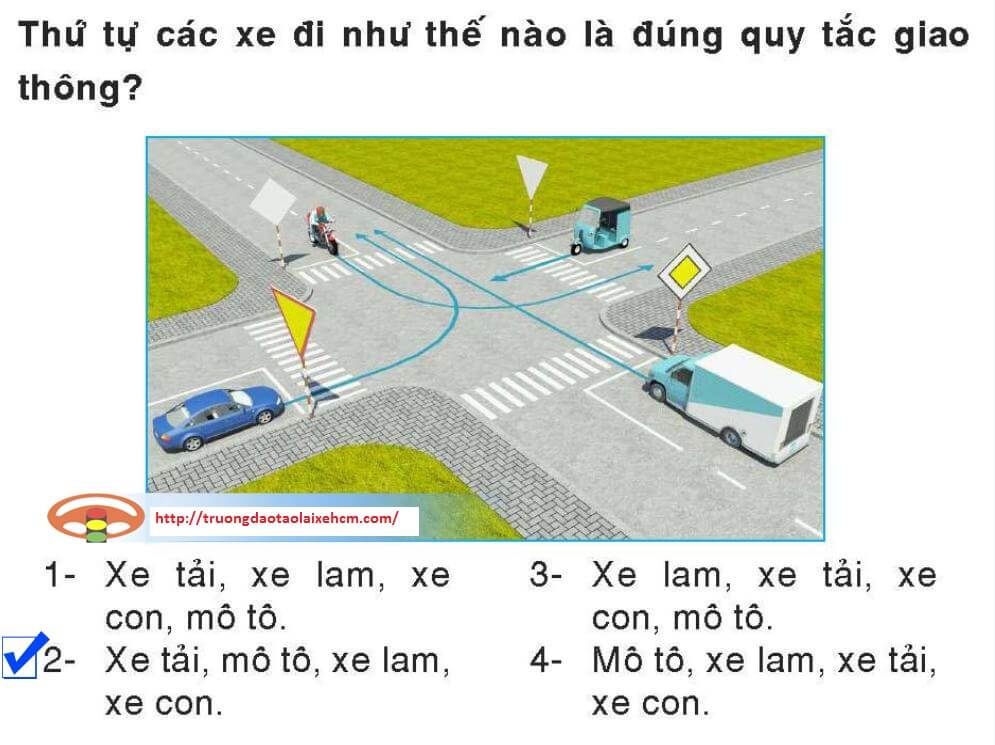 Thứ tự các xe đi như thế nào là đúng quy tắc giao
thông?
http://truongdaotaolaixehcm.com/
1- Xe tải, xe lam, xe
con, mô tô.
2- Xe tải, mô tô, xe lam,
xe con.
3- Xe lam, xe tải, xe
con, mô tô.
4- Mô tô, xe lam, xe tải,
xe con.